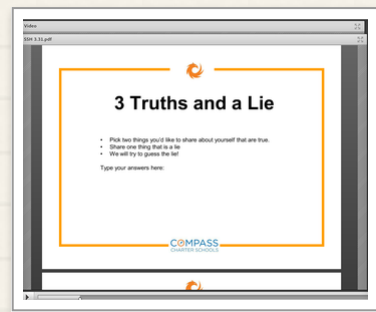 Video
SSH 3.31.pdf
3 Truths and a Lie
• Pick two things you'd like to share about yourself that are true.
• Share one thing that is a lie
• We will try to guess the lie!
Type your answers here:
COMPASS
CHARTER SCHOOLS